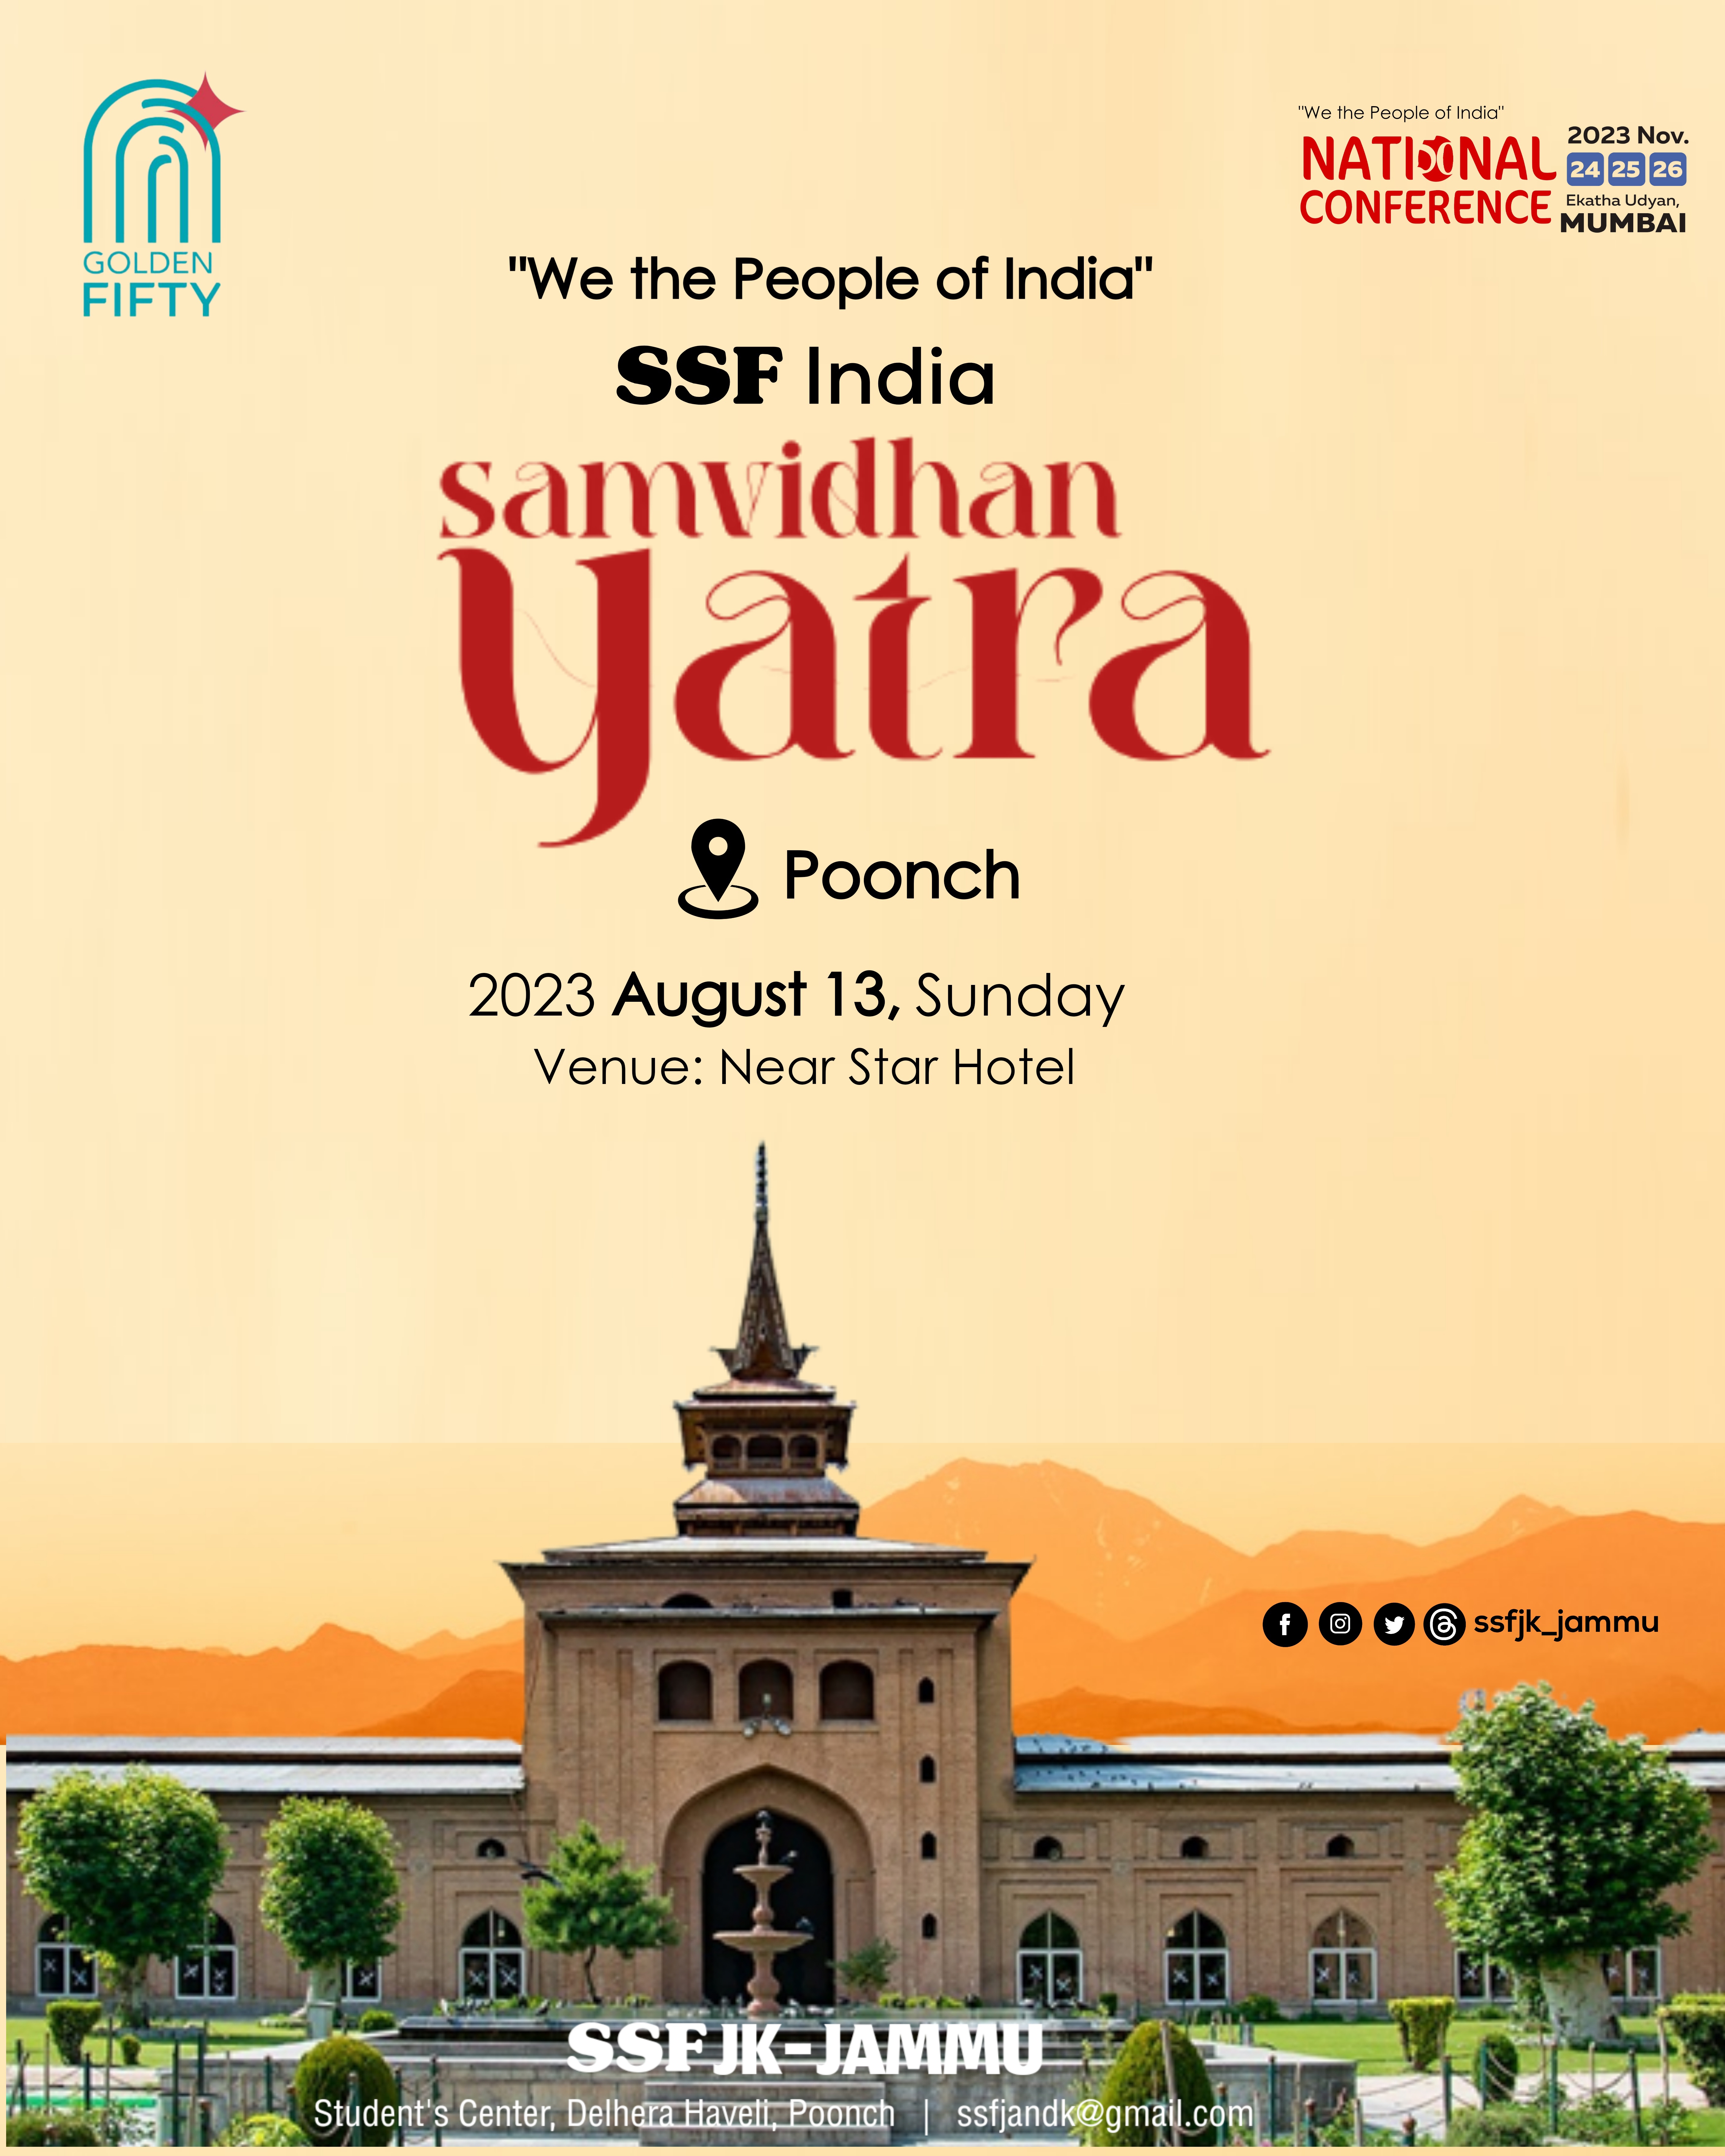 GOLDEN
FIFTY
"We the People of India"
NATIONAL
50
CONFERENCE
2023 Nov.
24 25 26
Ekatha Udyan,
MUMBAI
"We the People of India"
SSF India
samvidhan
yatra
Poonch
2023 August 13, Sunday
Venue: Near Star Hotel
ssfjk_jammu
SSF JK-JAMMU
Student's Center, Delhera Haveli, Poonch | ssfjandk@gmail.com